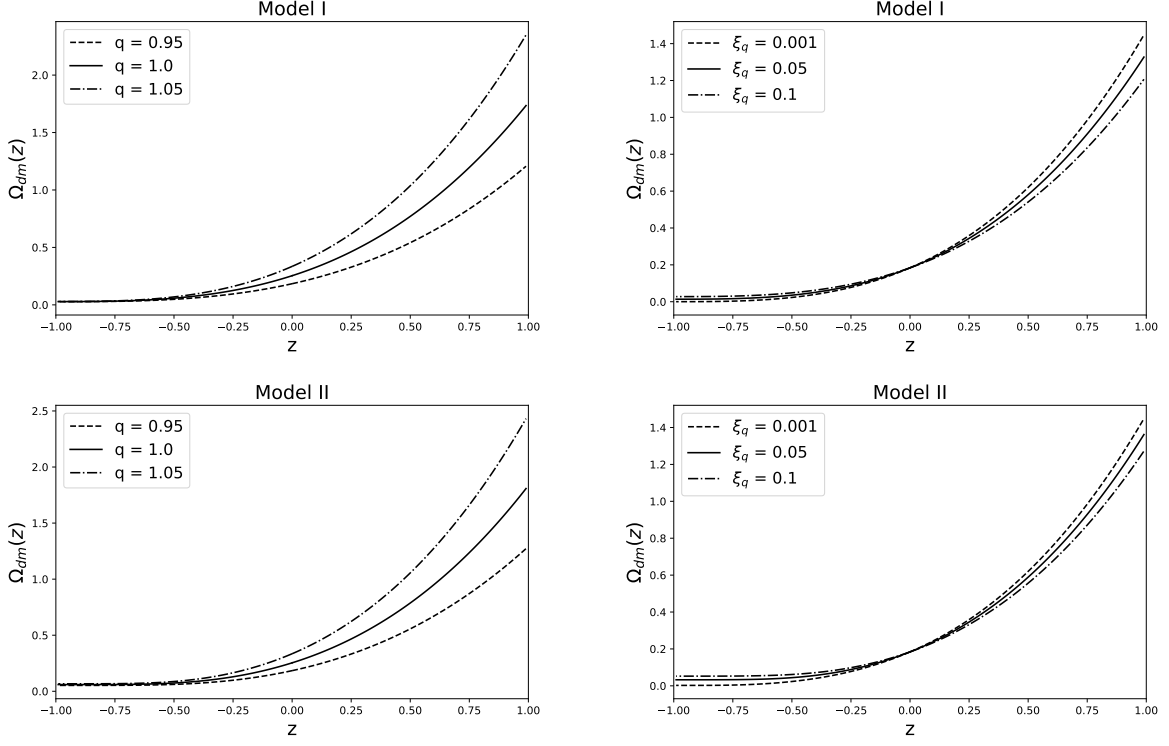 Model I
q = 0.95
q = 1.0
q = 1.05
Ω_dm(z)
2.0
1.5
1.0
0.5
0.0
−1.00 −0.75 −0.50 −0.25 0.00 0.25 0.50 0.75 1.00
z
Model I
ξ_q = 0.001
ξ_q = 0.05
ξ_q = 0.1
Ω_dm(z)
1.4
1.2
1.0
0.8
0.6
0.4
0.2
0.0
−1.00 −0.75 −0.50 −0.25 0.00 0.25 0.50 0.75 1.00
z
Model II
q = 0.95
q = 1.0
q = 1.05
Ω_dm(z)
2.5
2.0
1.5
1.0
0.5
0.0
−1.00 −0.75 −0.50 −0.25 0.00 0.25 0.50 0.75 1.00
z
Model II
ξ_q = 0.001
ξ_q = 0.05
ξ_q = 0.1
Ω_dm(z)
1.4
1.2
1.0
0.8
0.6
0.4
0.2
0.0
−1.00 −0.75 −0.50 −0.25 0.00 0.25 0.50 0.75 1.00
z